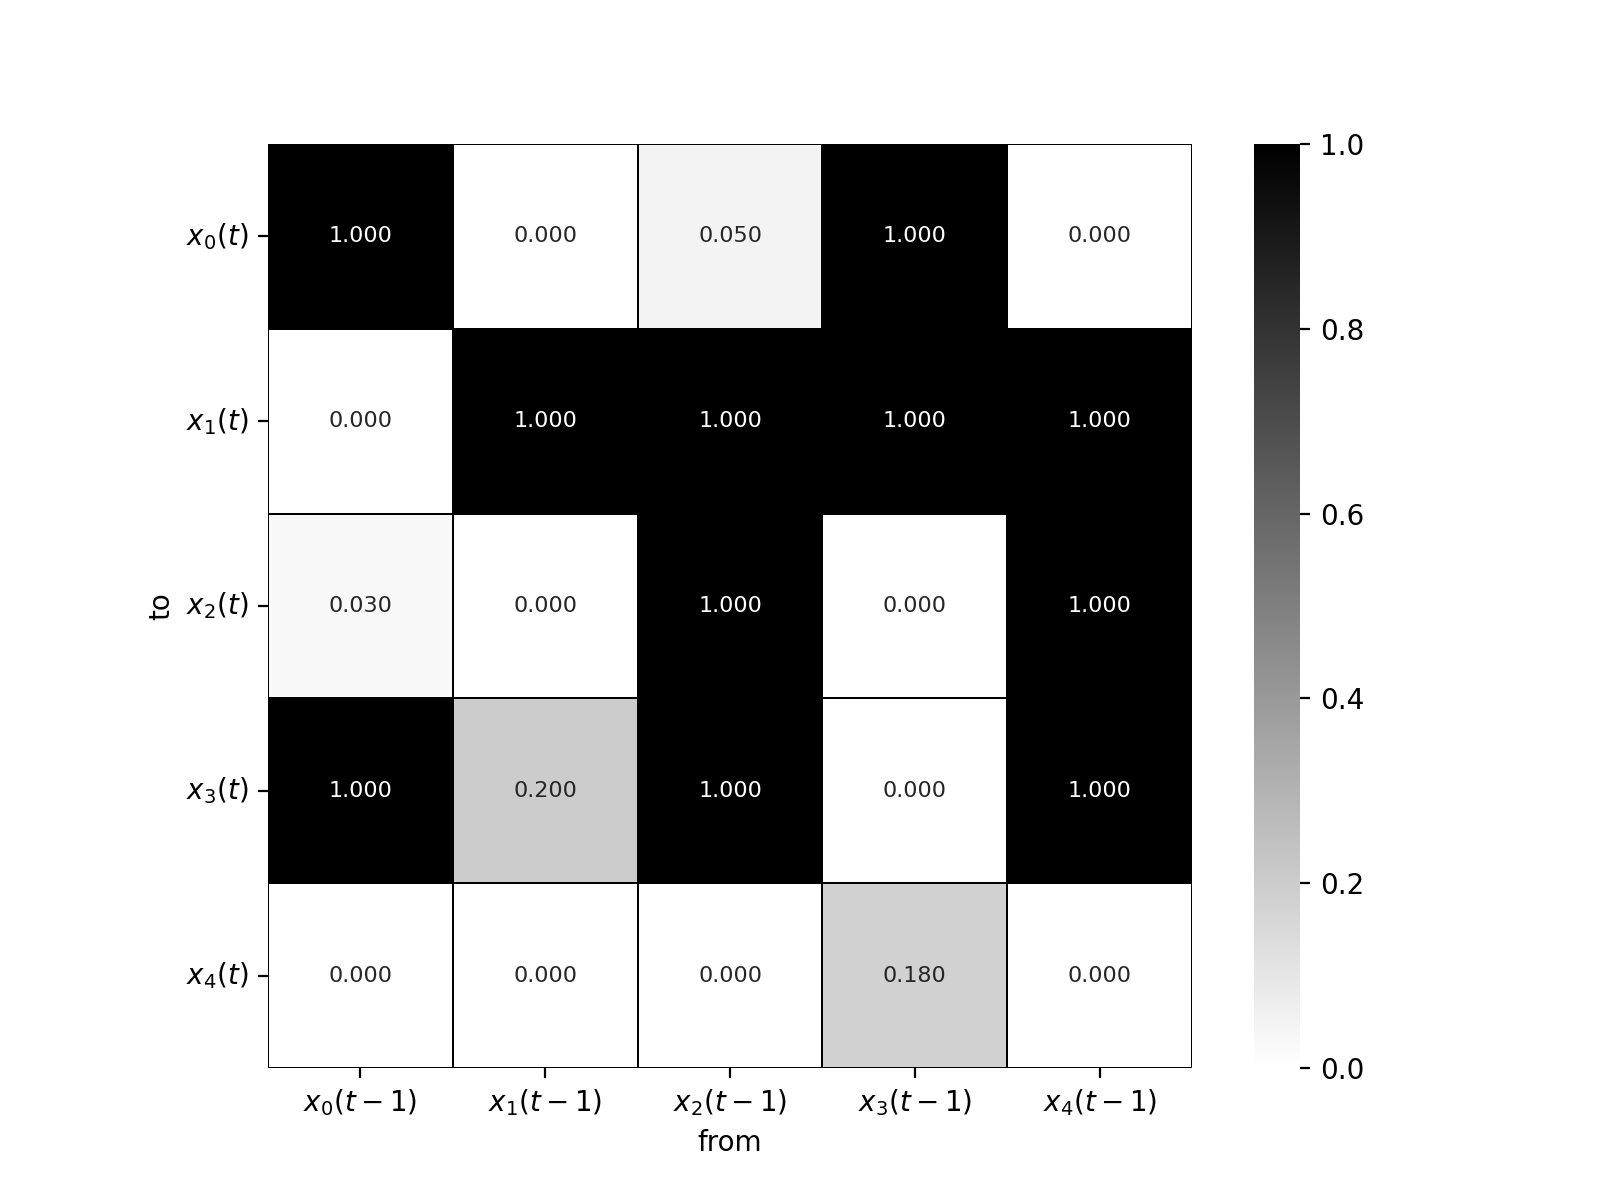 1.0
x₀(t) 1.000 0.000 0.050 1.000 0.000
0.8
x₁(t) 0.000 1.000 1.000 1.000 1.000
0.6
to x₂(t) 0.030 0.000 1.000 0.000 1.000
0.4
x₃(t) 1.000 0.200 1.000 0.000 1.000
0.2
x₄(t) 0.000 0.000 0.000 0.180 0.000
0.0
x₀(t − 1) x₁(t − 1) x₂(t − 1) x₃(t − 1) x₄(t − 1)
from